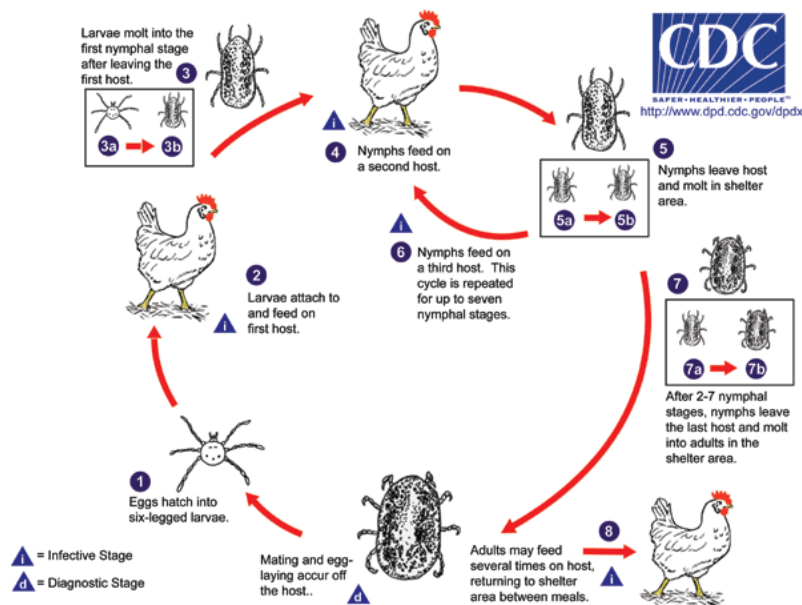 Larvae molt into the
first nymphal stage
after leaving the
first host.
3
3a
3b
i
4
Nymphs feed on
a second host.
CDC
SAFER•HEALTHIER•PEOPLE™
http://www.dpd.cdc.gov/dpdx
5
Nymphs leave host
and molt in shelter
area.
5a
5b
i
6
Nymphs feed on
a third host. This
cycle is repeated
for up to seven
nymphal stages.
2
Larvae attach to
and feed on
first host.
i
7
7a
7b
After 2-7 nymphal
stages, nymphs leave
the last host and molt
into adults in the
shelter area.
1
Eggs hatch into
six-legged larvae.
i = Infective Stage
d = Diagnostic Stage
Mating and egg-
laying accur off
the host..
d
Adults may feed
several times on host,
returning to shelter
area between meals.
8
i